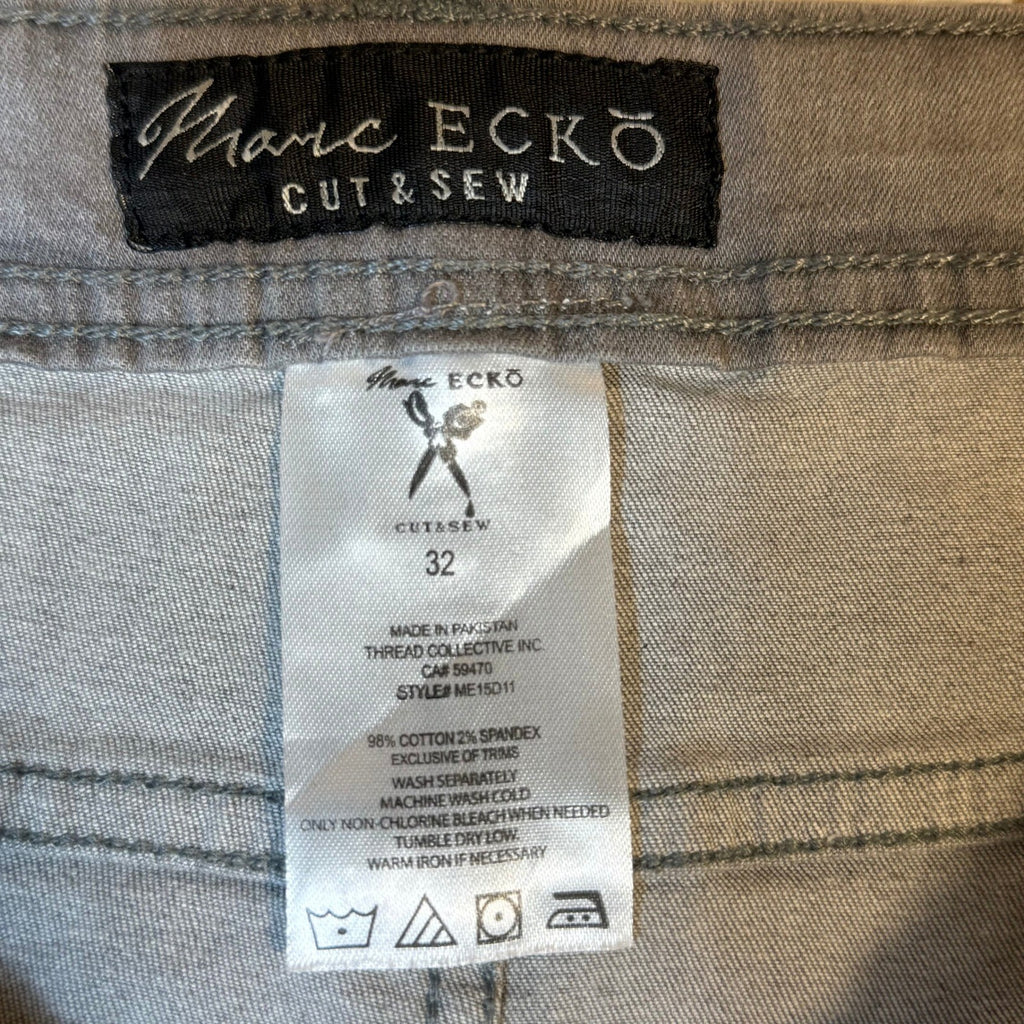 Marc ECKŌ
CUT & SEW
Marc ECKŌ
CUT&SEW
32
MADE IN PAKISTAN
THREAD COLLECTIVE INC.
CA# 59470
STYLE# ME15D11
98% COTTON 2% SPANDEX
EXCLUSIVE OF TRIMS
WASH SEPARATELY
MACHINE WASH COLD
ONLY NON-CHLORINE BLEACH WHEN NEEDED
TUMBLE DRY LOW
WARM IRON IF NECESSARY